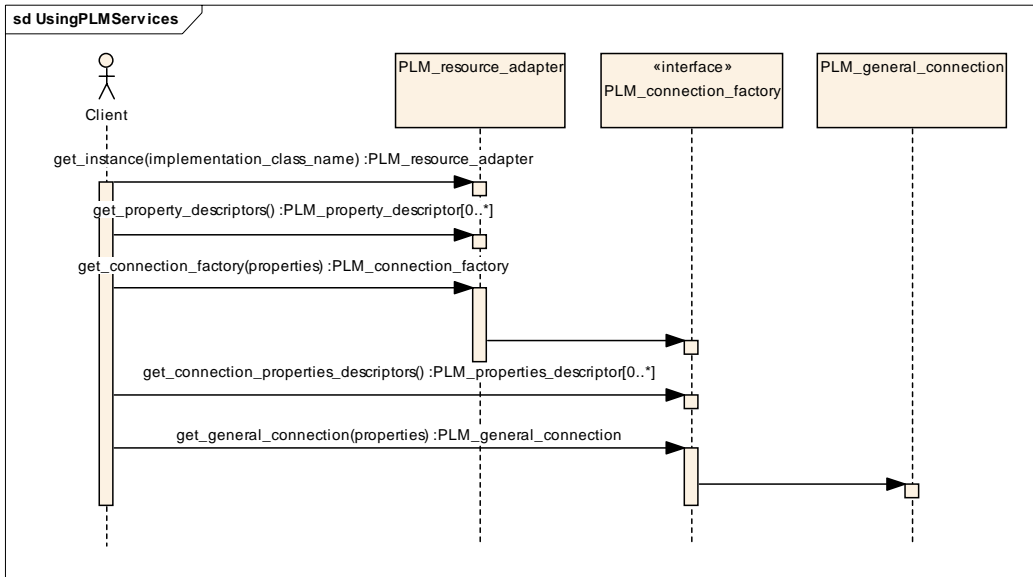 sd UsingPLMServices
Client
PLM_resource_adapter
«interface»
PLM_connection_factory
PLM_general_connection
get_instance(implementation_class_name) :PLM_resource_adapter
get_property_descriptors() :PLM_property_descriptor[0..*]
get_connection_factory(properties) :PLM_connection_factory
get_connection_properties_descriptors() :PLM_properties_descriptor[0..*]
get_general_connection(properties) :PLM_general_connection